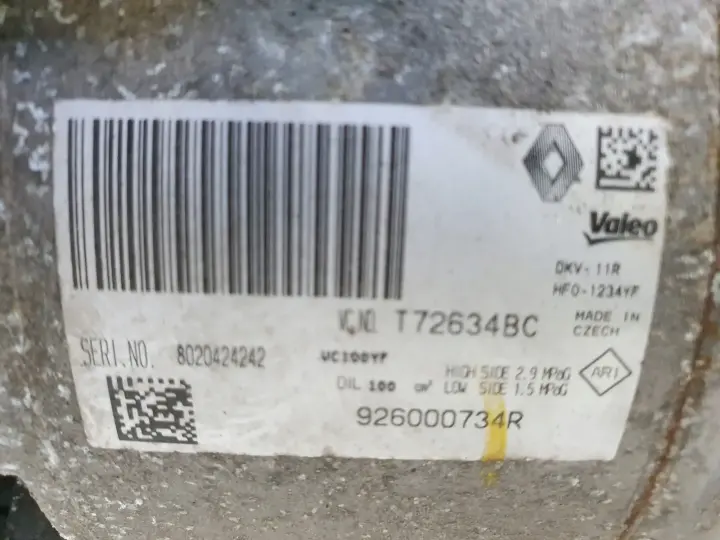 Valeo
DKV-11R
HFO-1234YF
MADE IN
CZECH
VC.NO. T72634BC
SERI.NO. 8020424242
VC100YF
OIL 100 cm³
HIGH SIDE 2.9 MPaG
LOW SIDE 1.5 MPaG
ARI
926000734R